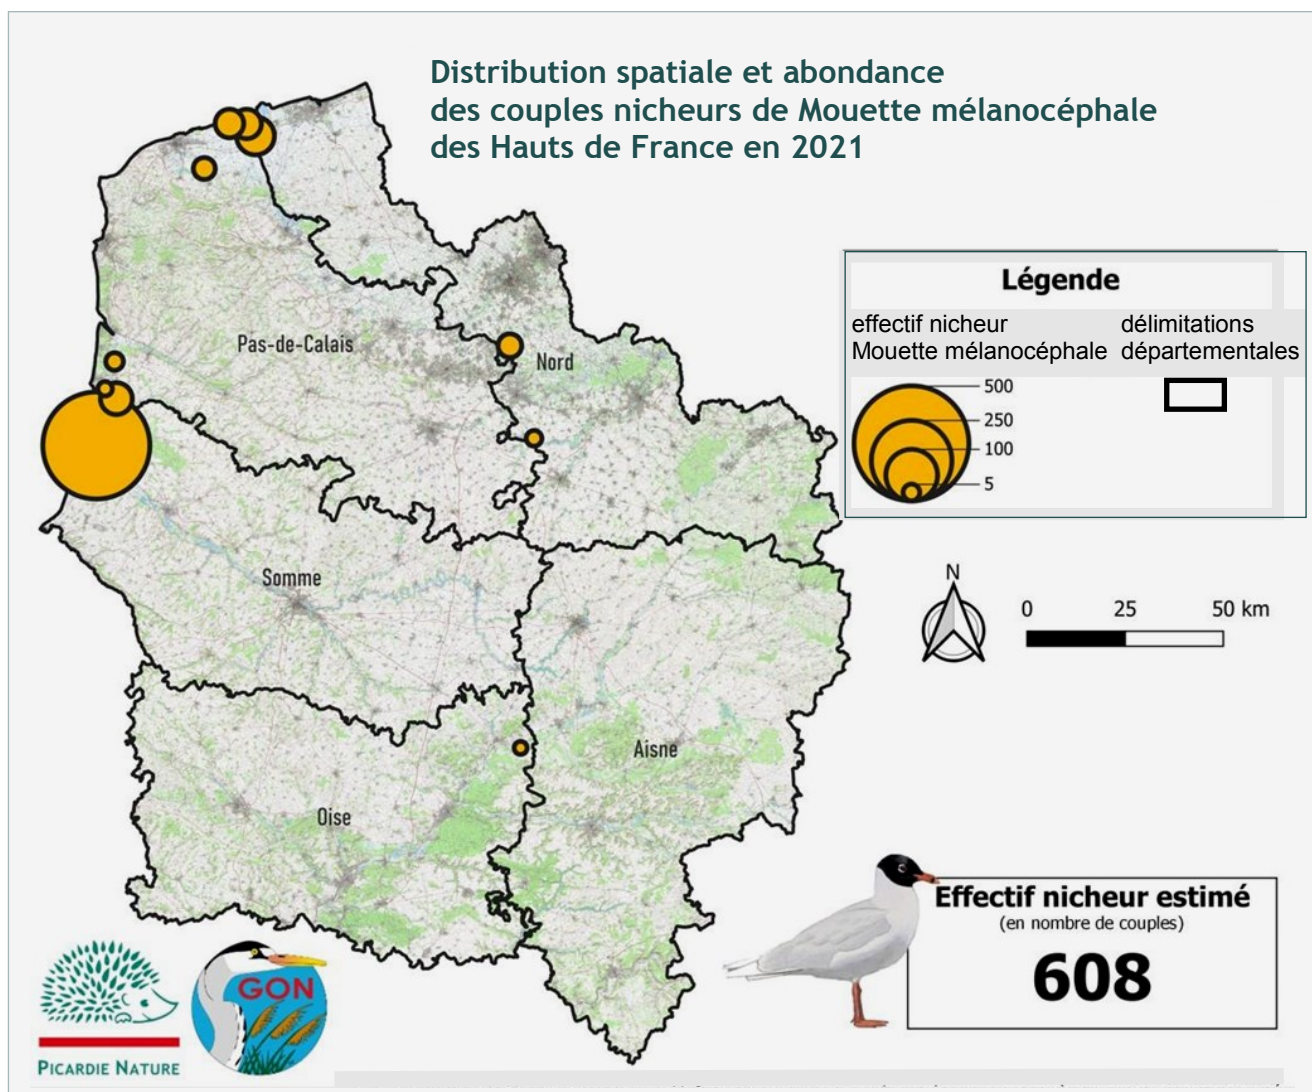 Distribution spatiale et abondance
des couples nicheurs de Mouette mélanocéphale
des Hauts de France en 2021
Légende
effectif nicheur
Mouette mélanocéphale
délimitations
départementales
500
250
100
5
Pas-de-Calais
Nord
Somme
Aisne
Oise
N
0 25 50 km
Effectif nicheur estimé
(en nombre de couples)
608
PICARDIE NATURE
GON